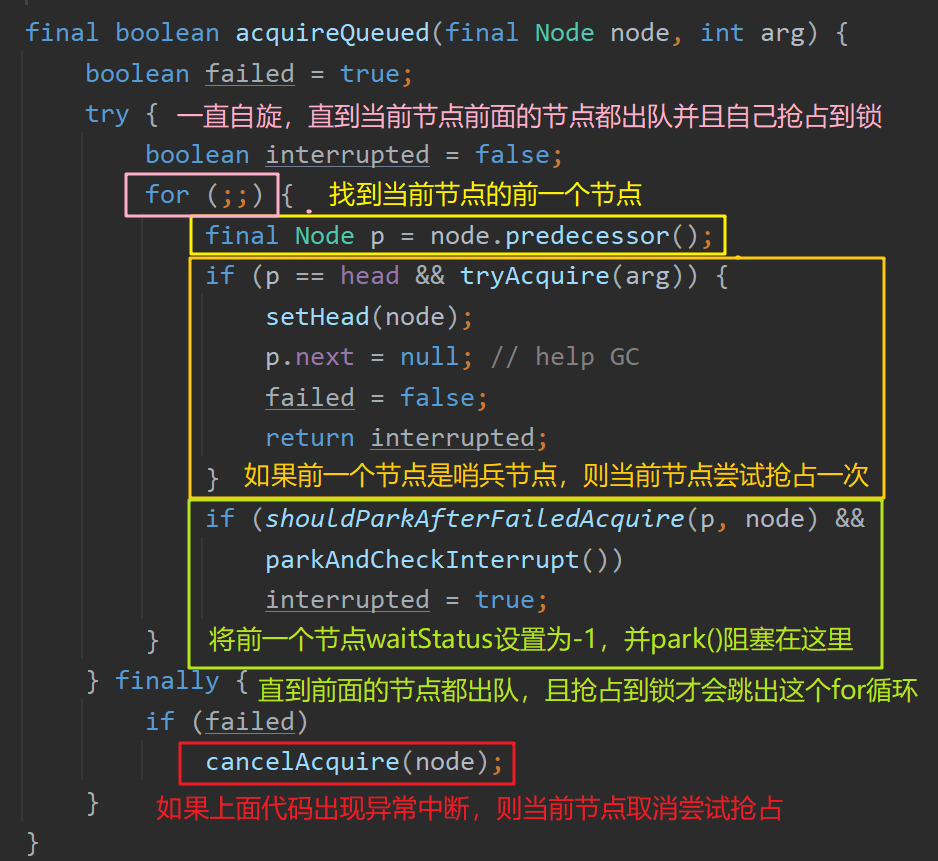 final boolean acquireQueued(final Node node, int arg) {
boolean failed = true;
try { 一直自旋，直到当前节点前面的节点都出队并且自己抢占到锁
boolean interrupted = false;
for (;;) { 找到当前节点的前一个节点
final Node p = node.predecessor();
if (p == head && tryAcquire(arg)) {
setHead(node);
p.next = null; // help GC
failed = false;
return interrupted;
} 如果前一个节点是哨兵节点，则当前节点尝试抢占一次
if (shouldParkAfterFailedAcquire(p, node) &&
parkAndCheckInterrupt())
interrupted = true;
} 将前一个节点waitStatus设置为-1，并park()阻塞在这里
} finally { 直到前面的节点都出队，且抢占到锁才会跳出这个for循环
if (failed)
cancelAcquire(node);
} 如果上面代码出现异常中断，则当前节点取消尝试抢占
}